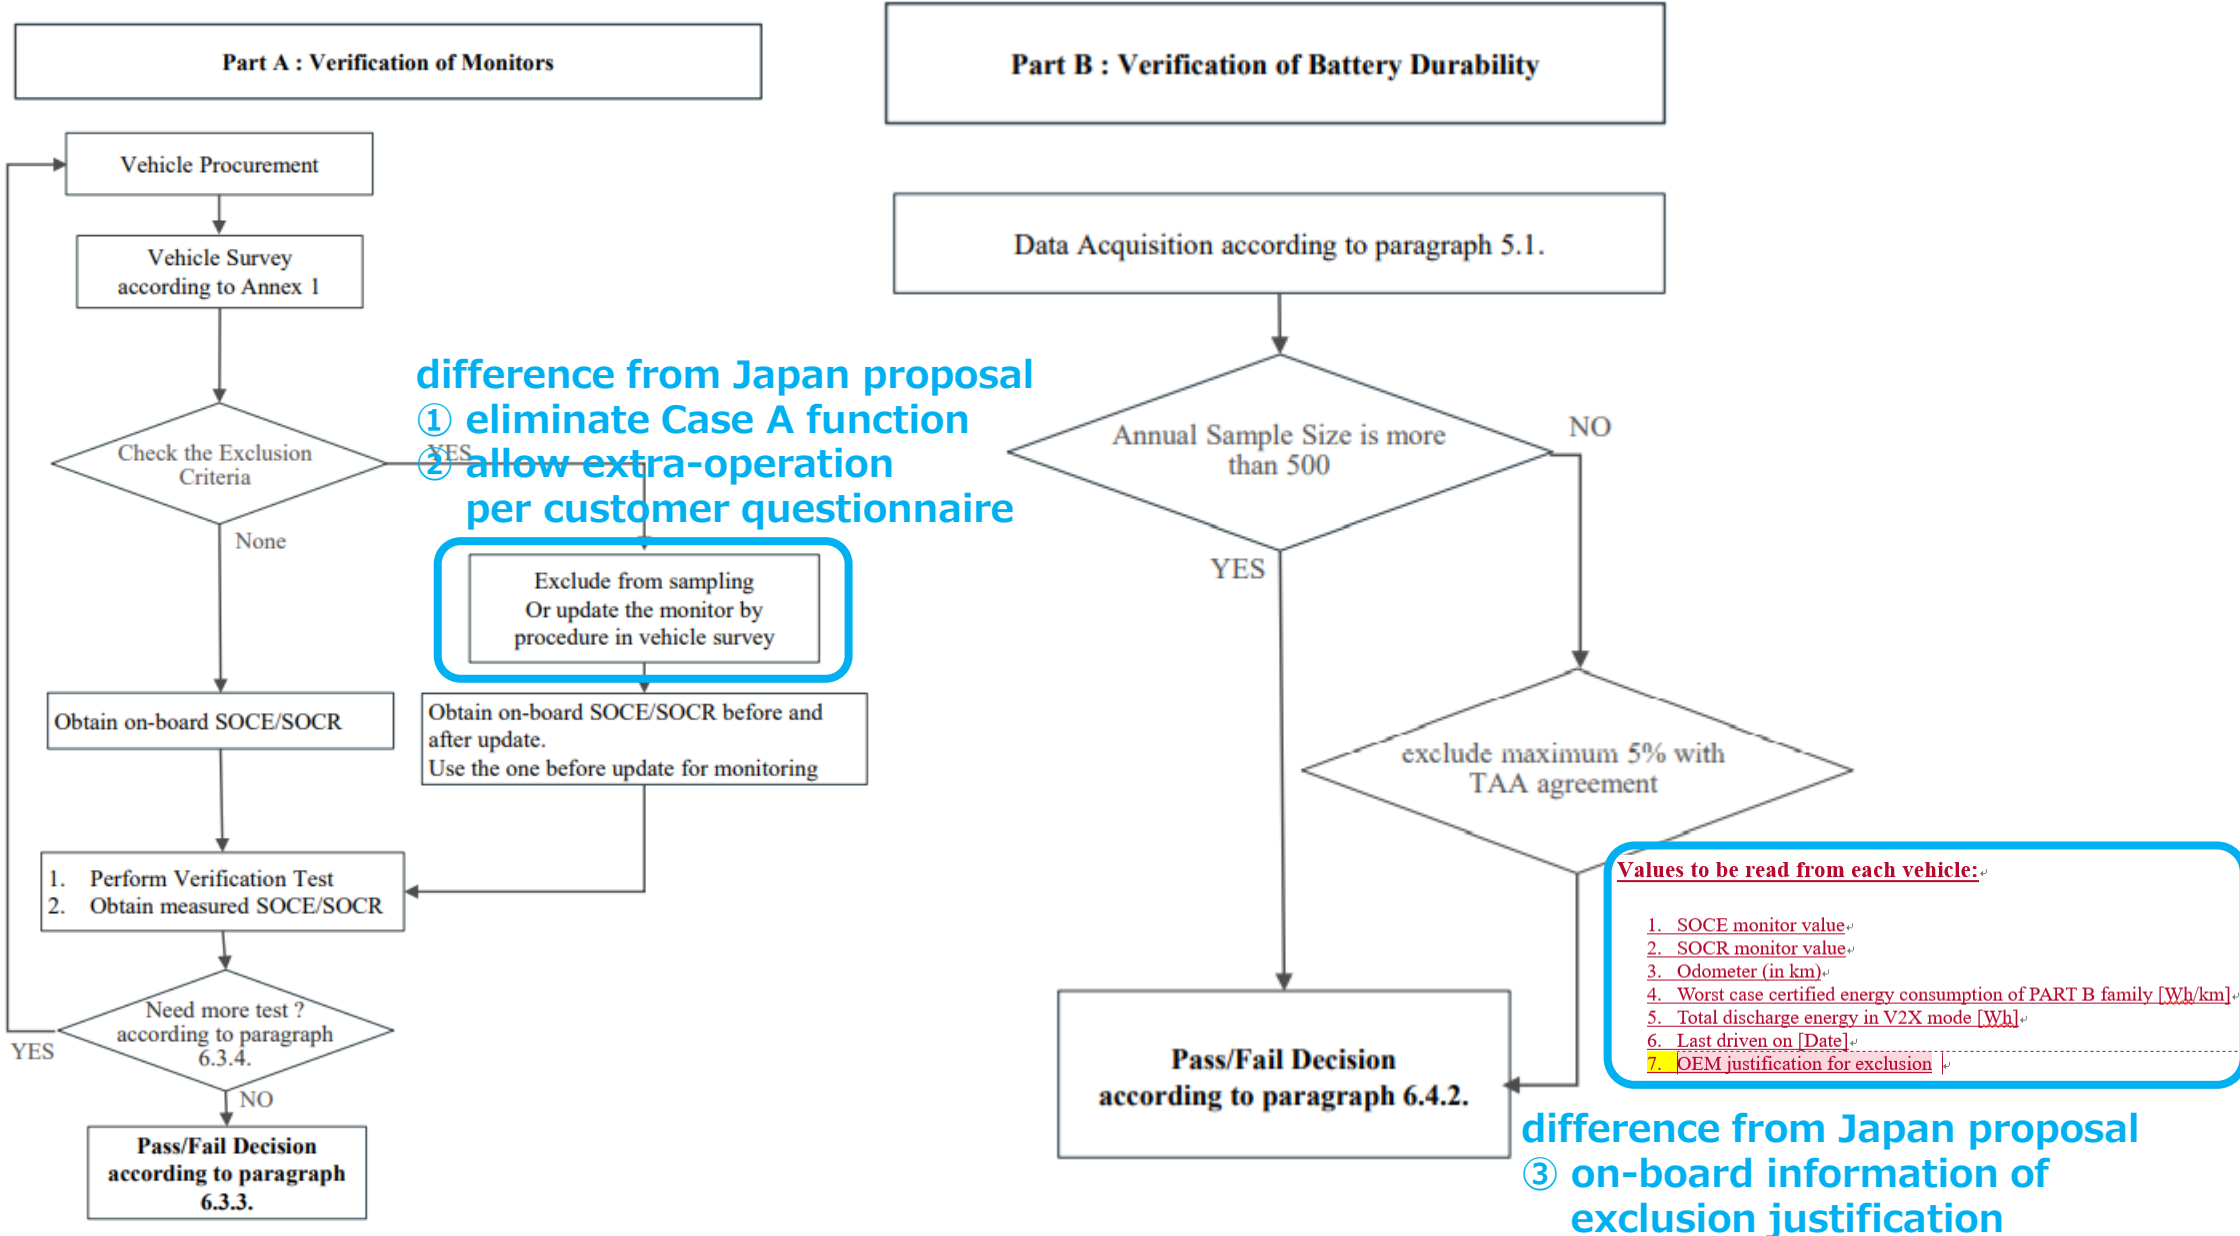 Part A : Verification of Monitors
Vehicle Procurement
Vehicle Survey
according to Annex 1
Check the Exclusion
Criteria
YES
None
difference from Japan proposal
① eliminate Case A function
② allow extra-operation
per customer questionnaire
Exclude from sampling
Or update the monitor by
procedure in vehicle survey
Obtain on-board SOCE/SOCR
Obtain on-board SOCE/SOCR before and
after update.
Use the one before update for monitoring
1. Perform Verification Test
2. Obtain measured SOCE/SOCR
Need more test ?
according to paragraph
6.3.4.
YES
NO
Pass/Fail Decision
according to paragraph
6.3.3.
Part B : Verification of Battery Durability
Data Acquisition according to paragraph 5.1.
Annual Sample Size is more
than 500
NO
YES
exclude maximum 5% with
TAA agreement
Values to be read from each vehicle:
1. SOCE monitor value
2. SOCR monitor value
3. Odometer (in km)
4. Worst case certified energy consumption of PART B family [Wh/km]
5. Total discharge energy in V2X mode [Wh]
6. Last driven on [Date]
7. OEM justification for exclusion
Pass/Fail Decision
according to paragraph 6.4.2.
difference from Japan proposal
③ on-board information of
exclusion justification